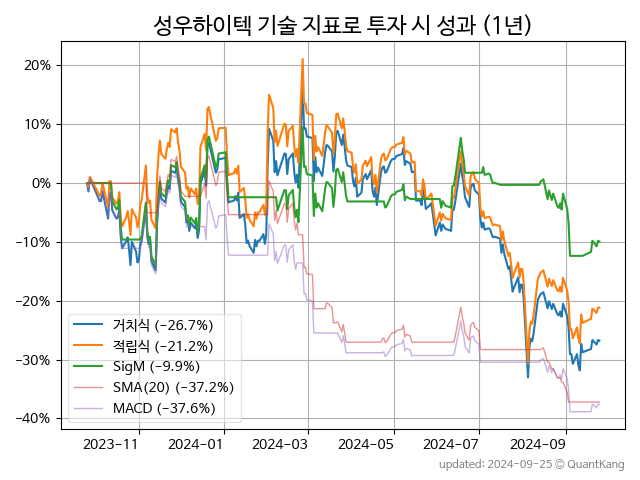 성우하이텍 기술 지표로 투자 시 성과 (1년)
20%
10%
0%
−10%
−20%
−30%
−40%
거치식 (−26.7%)
적립식 (−21.2%)
SigM (−9.9%)
SMA(20) (−37.2%)
MACD (−37.6%)
2023-11
2024-01
2024-03
2024-05
2024-07
2024-09
updated: 2024-09-25 © QuantKang